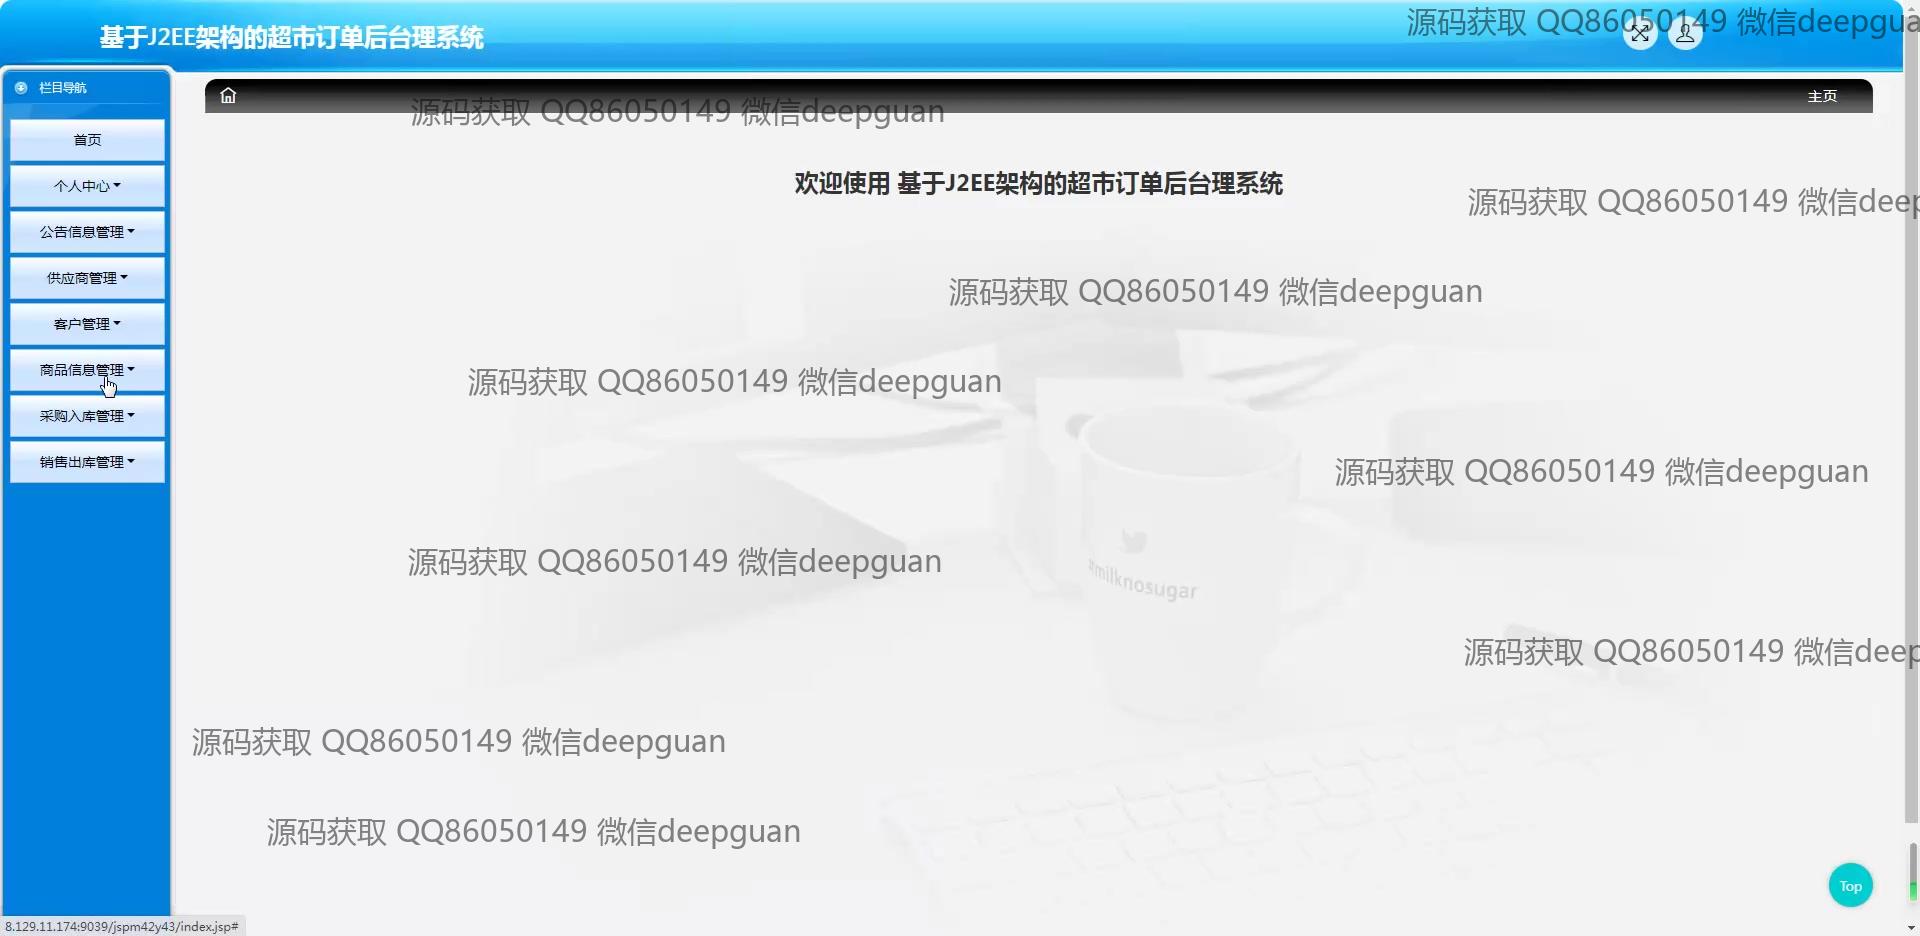 基于J2EE架构的超市订单后台理系统
源码获取 QQ86050149 微信deepgua
栏目导航
主页
源码获取 QQ86050149 微信deepguan
首页
欢迎使用 基于J2EE架构的超市订单后台理系统
个人中心
源码获取 QQ86050149 微信deep
公告信息管理
供应商管理
源码获取 QQ86050149 微信deepguan
客户管理
商品信息管理
源码获取 QQ86050149 微信deepguan
采购入库管理
销售出库管理
源码获取 QQ86050149 微信deepguan
源码获取 QQ86050149 微信deepguan
#milknosugar
源码获取 QQ86050149 微信deep
源码获取 QQ86050149 微信deepguan
源码获取 QQ86050149 微信deepguan
Top
8.129.11.174:9039/jspm42y43/index.jsp#